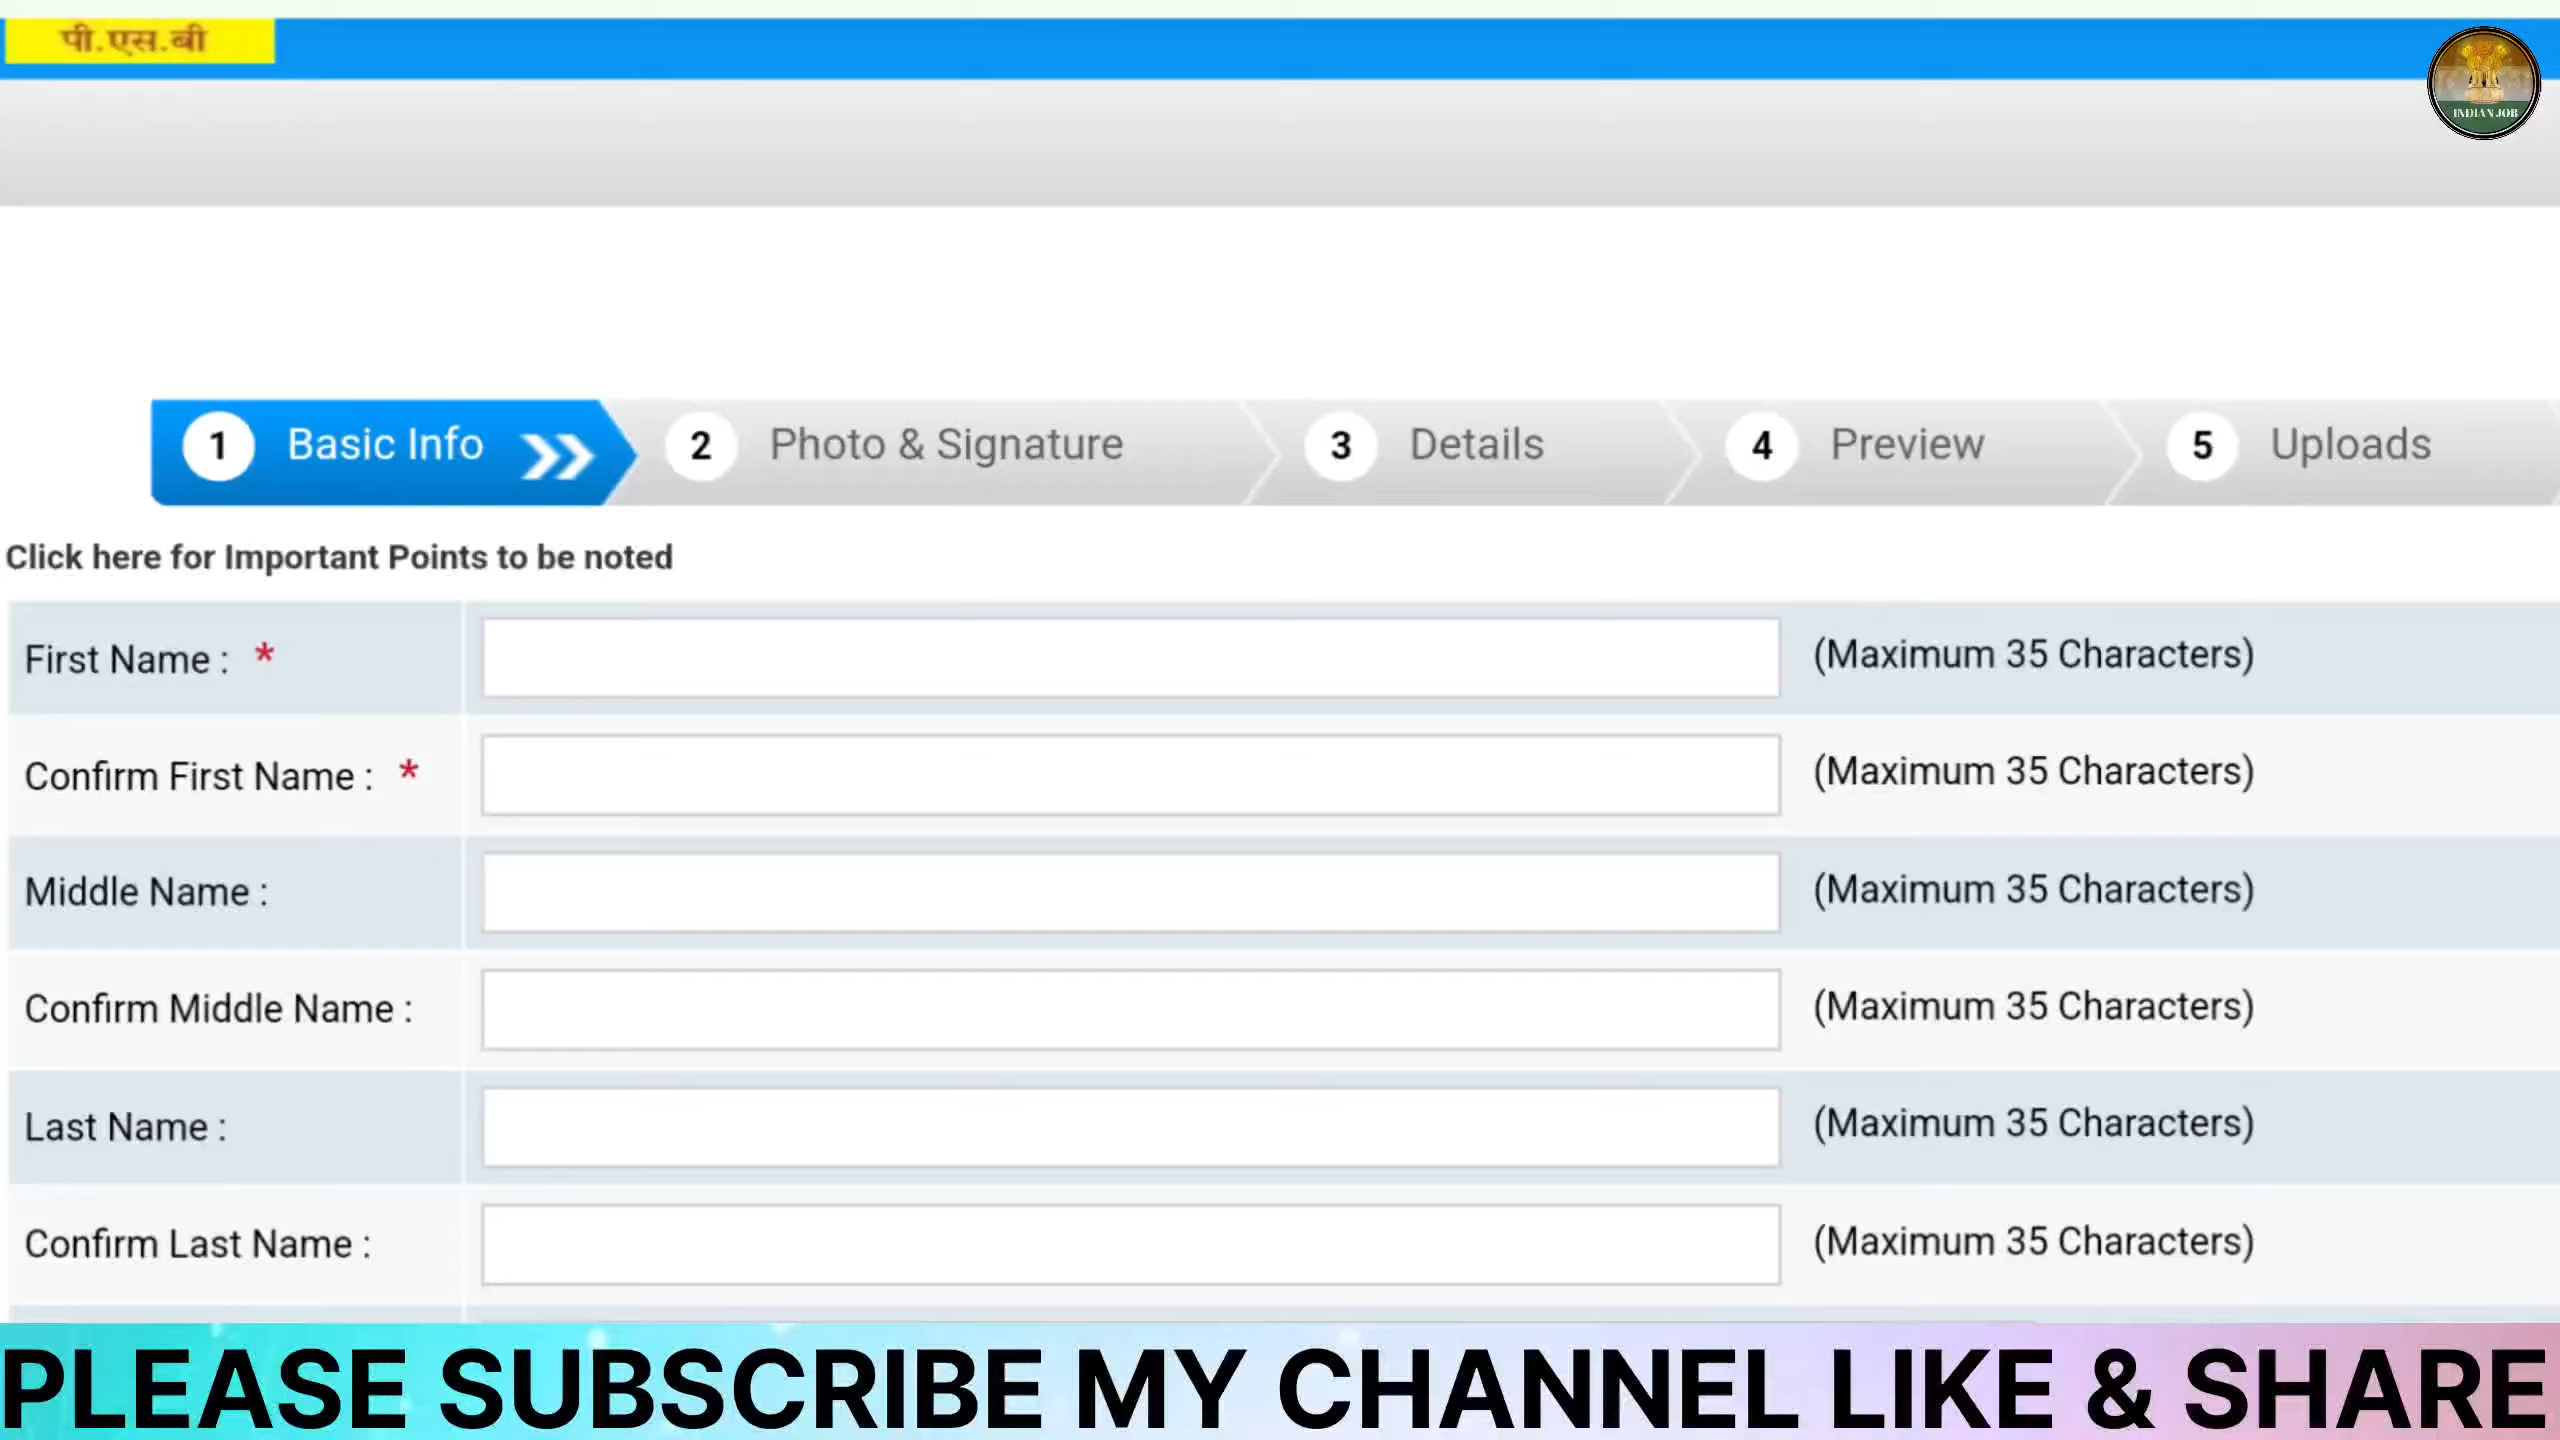 पी.एस.बी
INDIAN JOB
1 Basic Info 2 Photo & Signature 3 Details 4 Preview 5 Uploads
Click here for Important Points to be noted
First Name : * (Maximum 35 Characters)
Confirm First Name : * (Maximum 35 Characters)
Middle Name : (Maximum 35 Characters)
Confirm Middle Name : (Maximum 35 Characters)
Last Name : (Maximum 35 Characters)
Confirm Last Name : (Maximum 35 Characters)
PLEASE SUBSCRIBE MY CHANNEL LIKE & SHARE